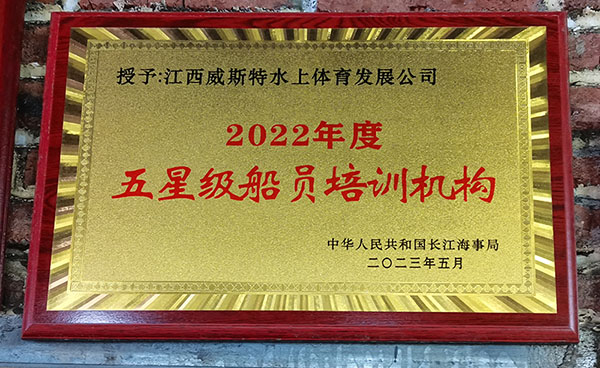 授予:江西威斯特水上体育发展公司
2022年度
五星级船员培训机构
中华人民共和国长江海事局
二〇二三年五月